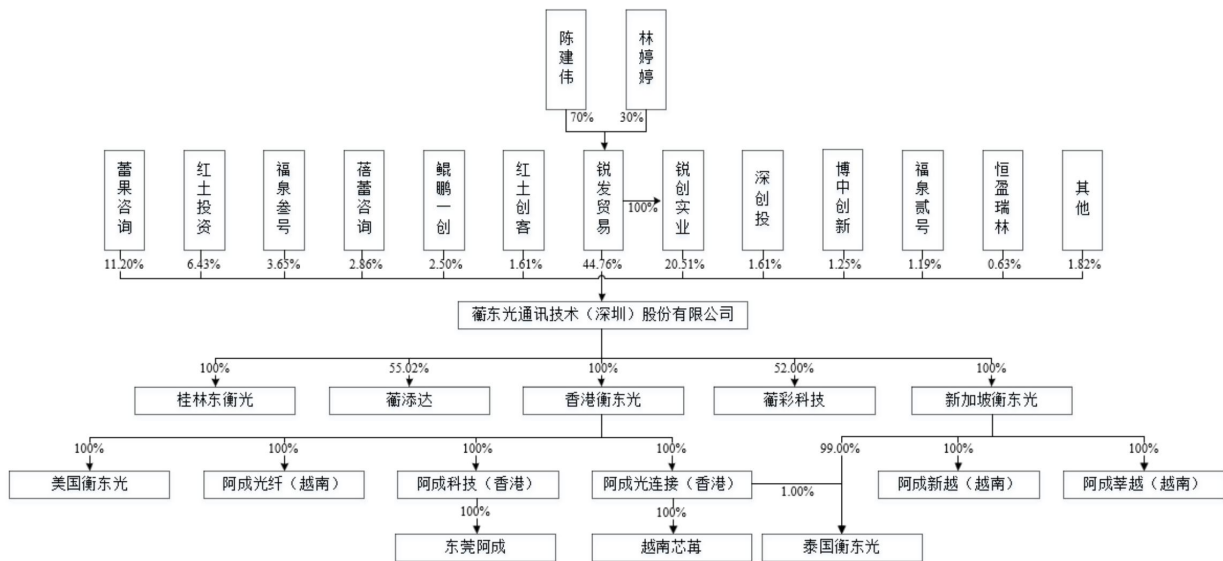 陈建伟
林婷婷
70%
30%
蕾果咨询
红土投资
福泉叁号
蓓蕾咨询
鲲鹏一创
红土创客
锐发贸易
100%
锐创实业
深创投
博中创新
福泉贰号
恒盈瑞林
其他
11.20%
6.43%
3.65%
2.86%
2.50%
1.61%
44.76%
20.51%
1.61%
1.25%
1.19%
0.63%
1.82%
蘅东光通讯技术（深圳）股份有限公司
100%
55.02%
100%
52.00%
100%
桂林东衡光
蘅添达
香港衡东光
蘅彩科技
新加坡衡东光
100%
100%
100%
100%
99.00%
100%
100%
美国衡东光
阿成光纤（越南）
阿成科技（香港）
阿成光连接（香港）
1.00%
阿成新越（越南）
阿成莘越（越南）
100%
100%
东莞阿成
越南芯苒
泰国衡东光